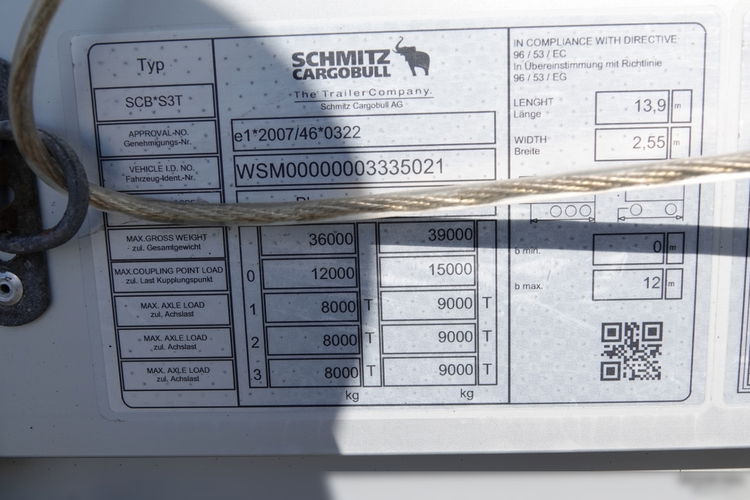 Typ
SCB*S3T
APPROVAL-NO.
Genehmigungs-Nr.
VEHICLE I.D. NO.
Fahrzeug-Ident.-Nr.
MAX.GROSS WEIGHT
zul. Gesamtgewicht
MAX.COUPLING POINT LOAD
zul. Last Kupplungspunkt
MAX. AXLE LOAD
zul. Achslast
MAX. AXLE LOAD
zul. Achslast
MAX. AXLE LOAD
zul. Achslast
SCHMITZ
CARGOBULL
The TrailerCompany.
Schmitz Cargobull AG
e1*2007/46*0322
WSM00000003335021
36000 39000
0 12000 15000
1 8000 T 9000 T
2 8000 T 9000 T
3 8000 T 9000 T
kg kg
IN COMPLIANCE WITH DIRECTIVE
96 / 53 / EC
In Übereinstimmung mit Richtlinie
96 / 53 / EG
LENGHT
Länge
13,9 m
WIDTH
Breite
2,55 m
b min. 0 m
b max. 12 m